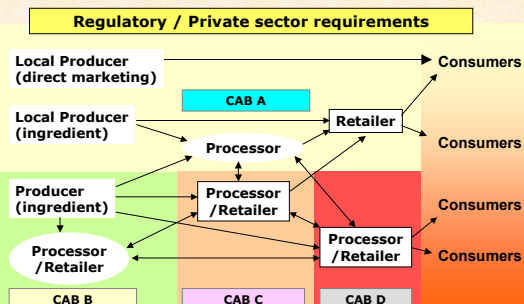 Regulatory / Private sector requirements
Local Producer
(direct marketing)
Consumers
CAB A
Local Producer
(ingredient)
Retailer
Processor
Consumers
Producer
(ingredient)
Processor
/Retailer
Consumers
Processor
/Retailer
Processor
/Retailer
Consumers
CAB B
CAB C
CAB D